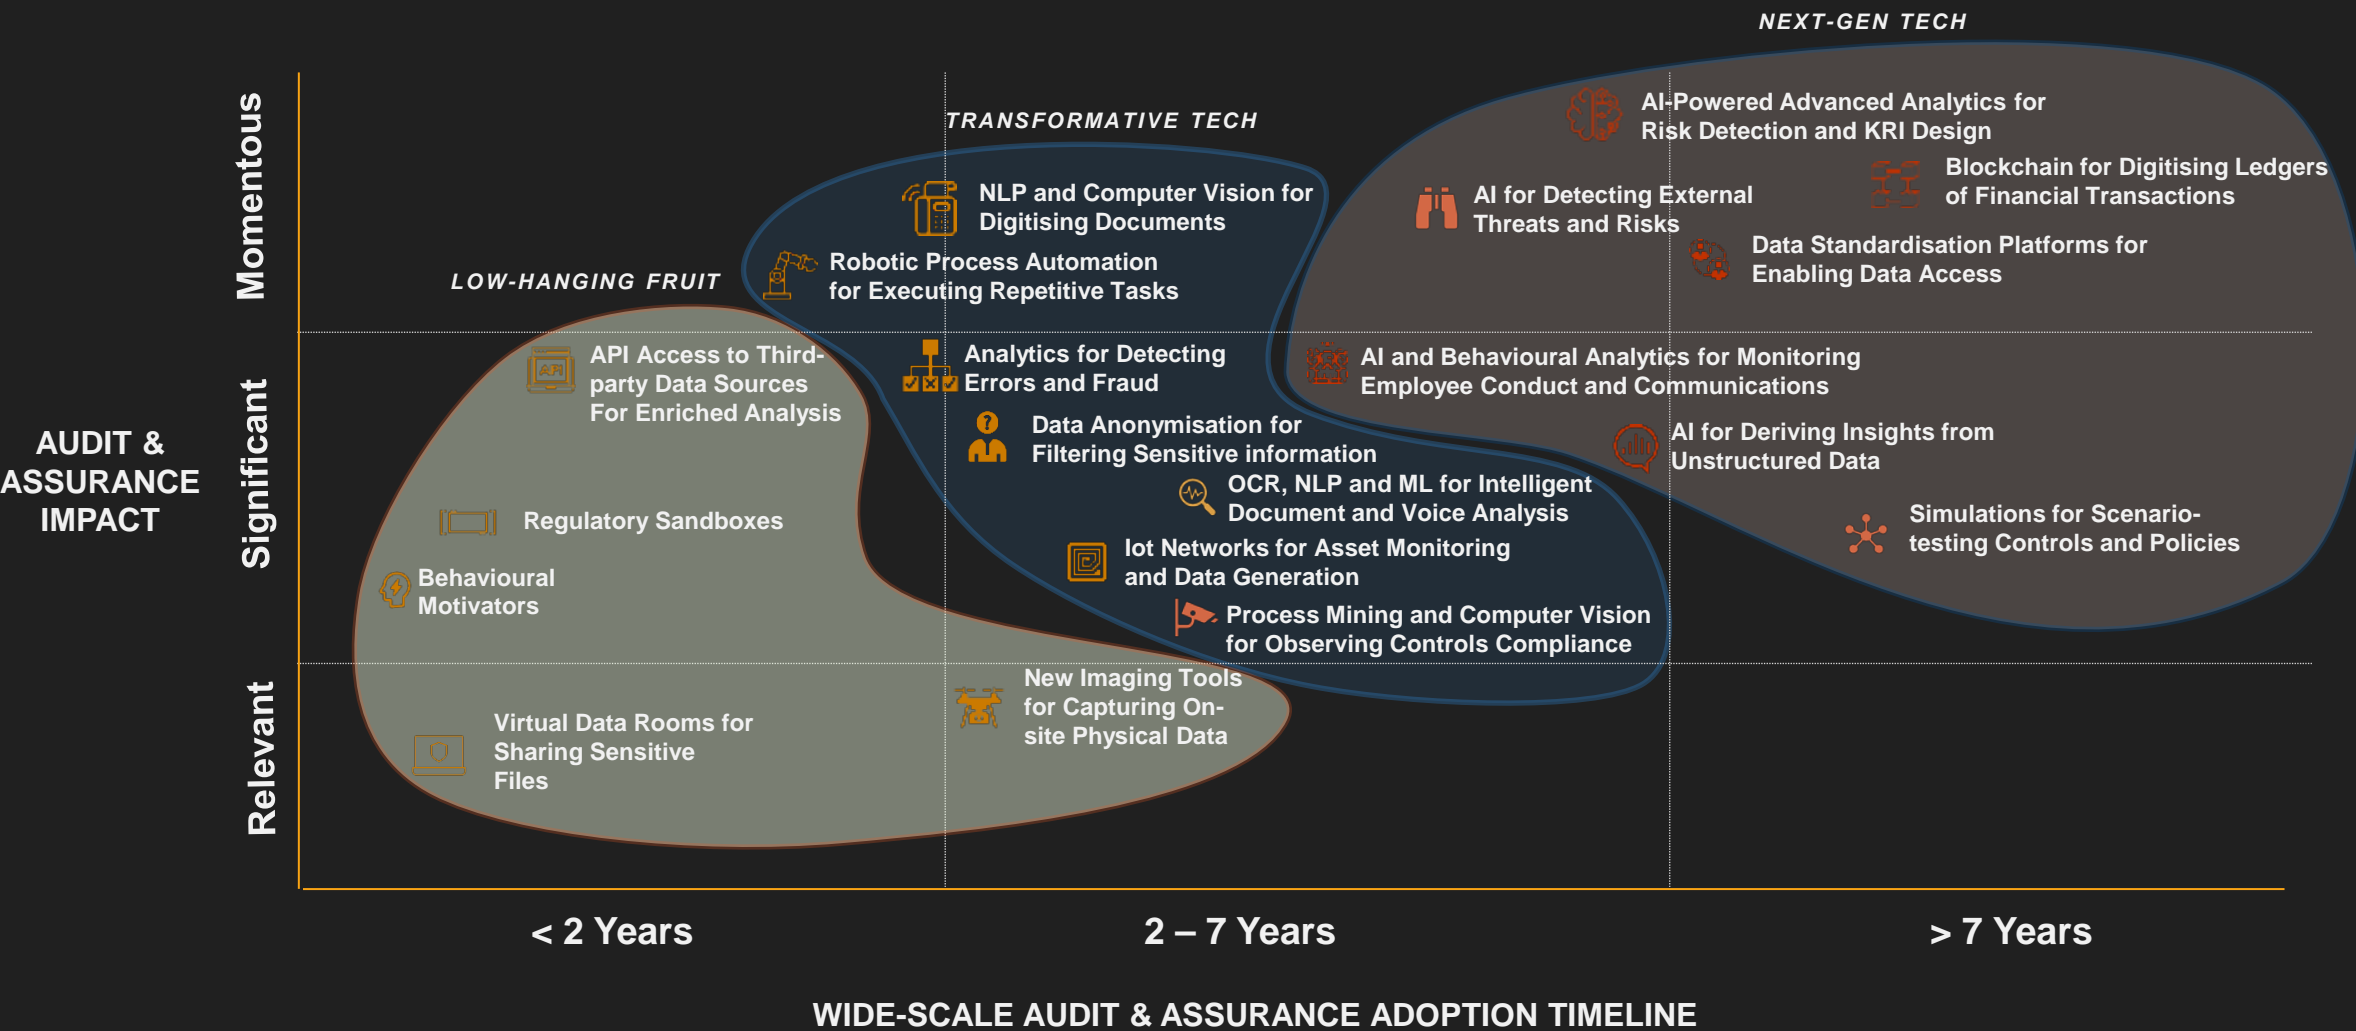 NEXT-GEN TECH
TRANSFORMATIVE TECH
LOW-HANGING FRUIT
AUDIT &
ASSURANCE
IMPACT
Momentous
Significant
Relevant
AI-Powered Advanced Analytics for
Risk Detection and KRI Design
Blockchain for Digitising Ledgers
of Financial Transactions
AI for Detecting External
Threats and Risks
Data Standardisation Platforms for
Enabling Data Access
NLP and Computer Vision for
Digitising Documents
Robotic Process Automation
for Executing Repetitive Tasks
API
API Access to Third-
party Data Sources
For Enriched Analysis
Analytics for Detecting
Errors and Fraud
AI and Behavioural Analytics for Monitoring
Employee Conduct and Communications
?
Data Anonymisation for
Filtering Sensitive information
AI for Deriving Insights from
Unstructured Data
OCR, NLP and ML for Intelligent
Document and Voice Analysis
Regulatory Sandboxes
Simulations for Scenario-
testing Controls and Policies
Iot Networks for Asset Monitoring
and Data Generation
Behavioural
Motivators
Process Mining and Computer Vision
for Observing Controls Compliance
New Imaging Tools
for Capturing On-
site Physical Data
Virtual Data Rooms for
Sharing Sensitive
Files
< 2 Years
2 – 7 Years
> 7 Years
WIDE-SCALE AUDIT & ASSURANCE ADOPTION TIMELINE